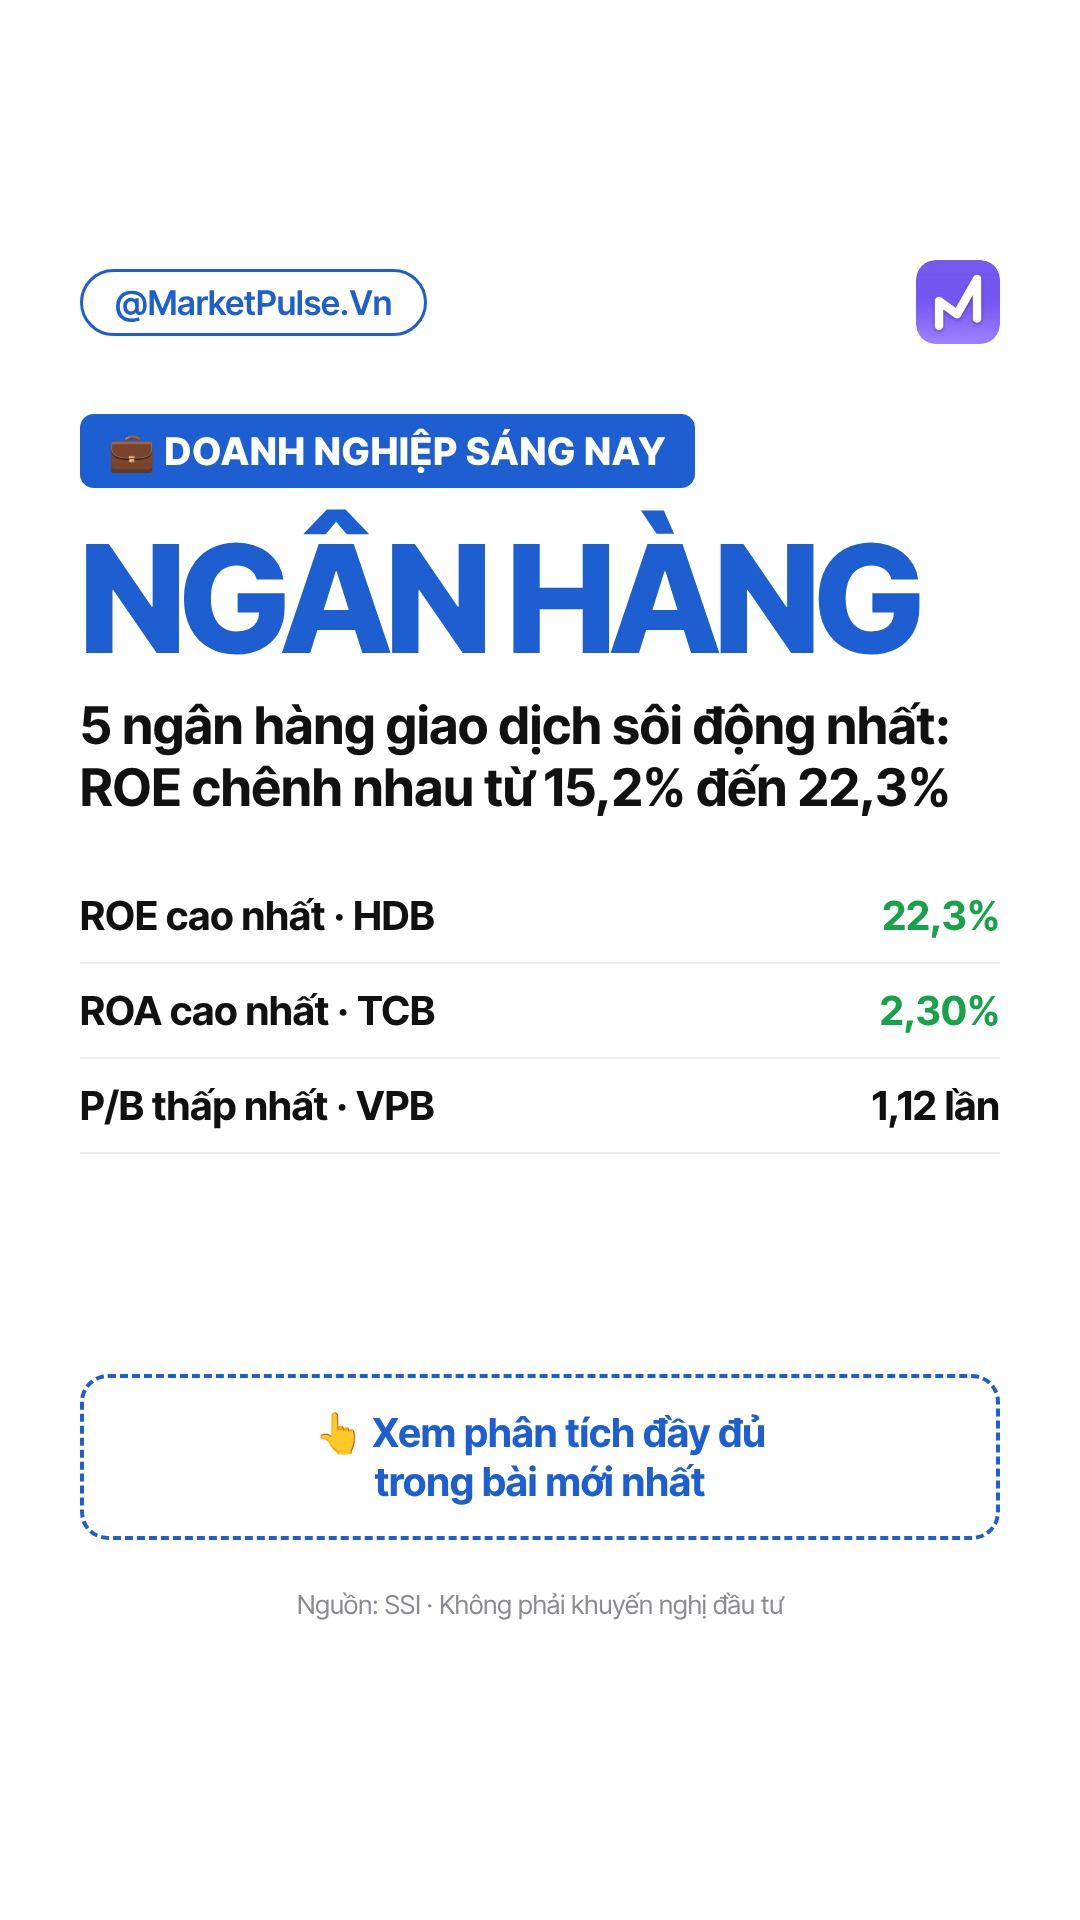 @MarketPulse.Vn
💼 DOANH NGHIỆP SÁNG NAY
NGÂN HÀNG
5 ngân hàng giao dịch sôi động nhất:
ROE chênh nhau từ 15,2% đến 22,3%
ROE cao nhất · HDB 22,3%
ROA cao nhất · TCB 2,30%
P/B thấp nhất · VPB 1,12 lần
👆 Xem phân tích đầy đủ
trong bài mới nhất
Nguồn: SSI · Không phải khuyến nghị đầu tư